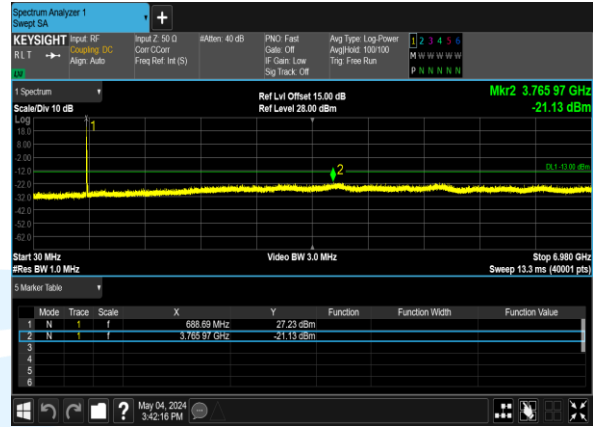 Spectrum Analyzer 1
Swept SA
+
KEYSIGHT Input: RF Input Z: 50 Ω #Atten: 40 dB PNO: Fast Avg Type: Log-Power 1 2 3 4 5 6
RLT Coupling: DC Corr CCorr Gate: Off Avg|Hold: 100/100 M W W W W W
Align: Auto Freq Ref: Int (S) IF Gain: Low Trig: Free Run
LVI Sig Track: Off P N N N N N
1 Spectrum Ref Lvl Offset 15.00 dB Mkr2 3.765 97 GHz
Scale/Div 10 dB Ref Level 28.00 dBm -21.13 dBm
Log
1
18.0
8.00
-2.00
-12.0 2 DL1 -13.00 dBm
-22.0
-32.0
-42.0
-52.0
-62.0
Start 30 MHz Video BW 3.0 MHz Stop 6.980 GHz
#Res BW 1.0 MHz Sweep 13.3 ms (40001 pts)
5 Marker Table
Mode Trace Scale X Y Function Function Width Function Value
1 N 1 f 688.69 MHz 27.23 dBm
2 N 1 f 3.765 97 GHz -21.13 dBm
3
4
5
6
? May 04, 2024
3:42:16 PM